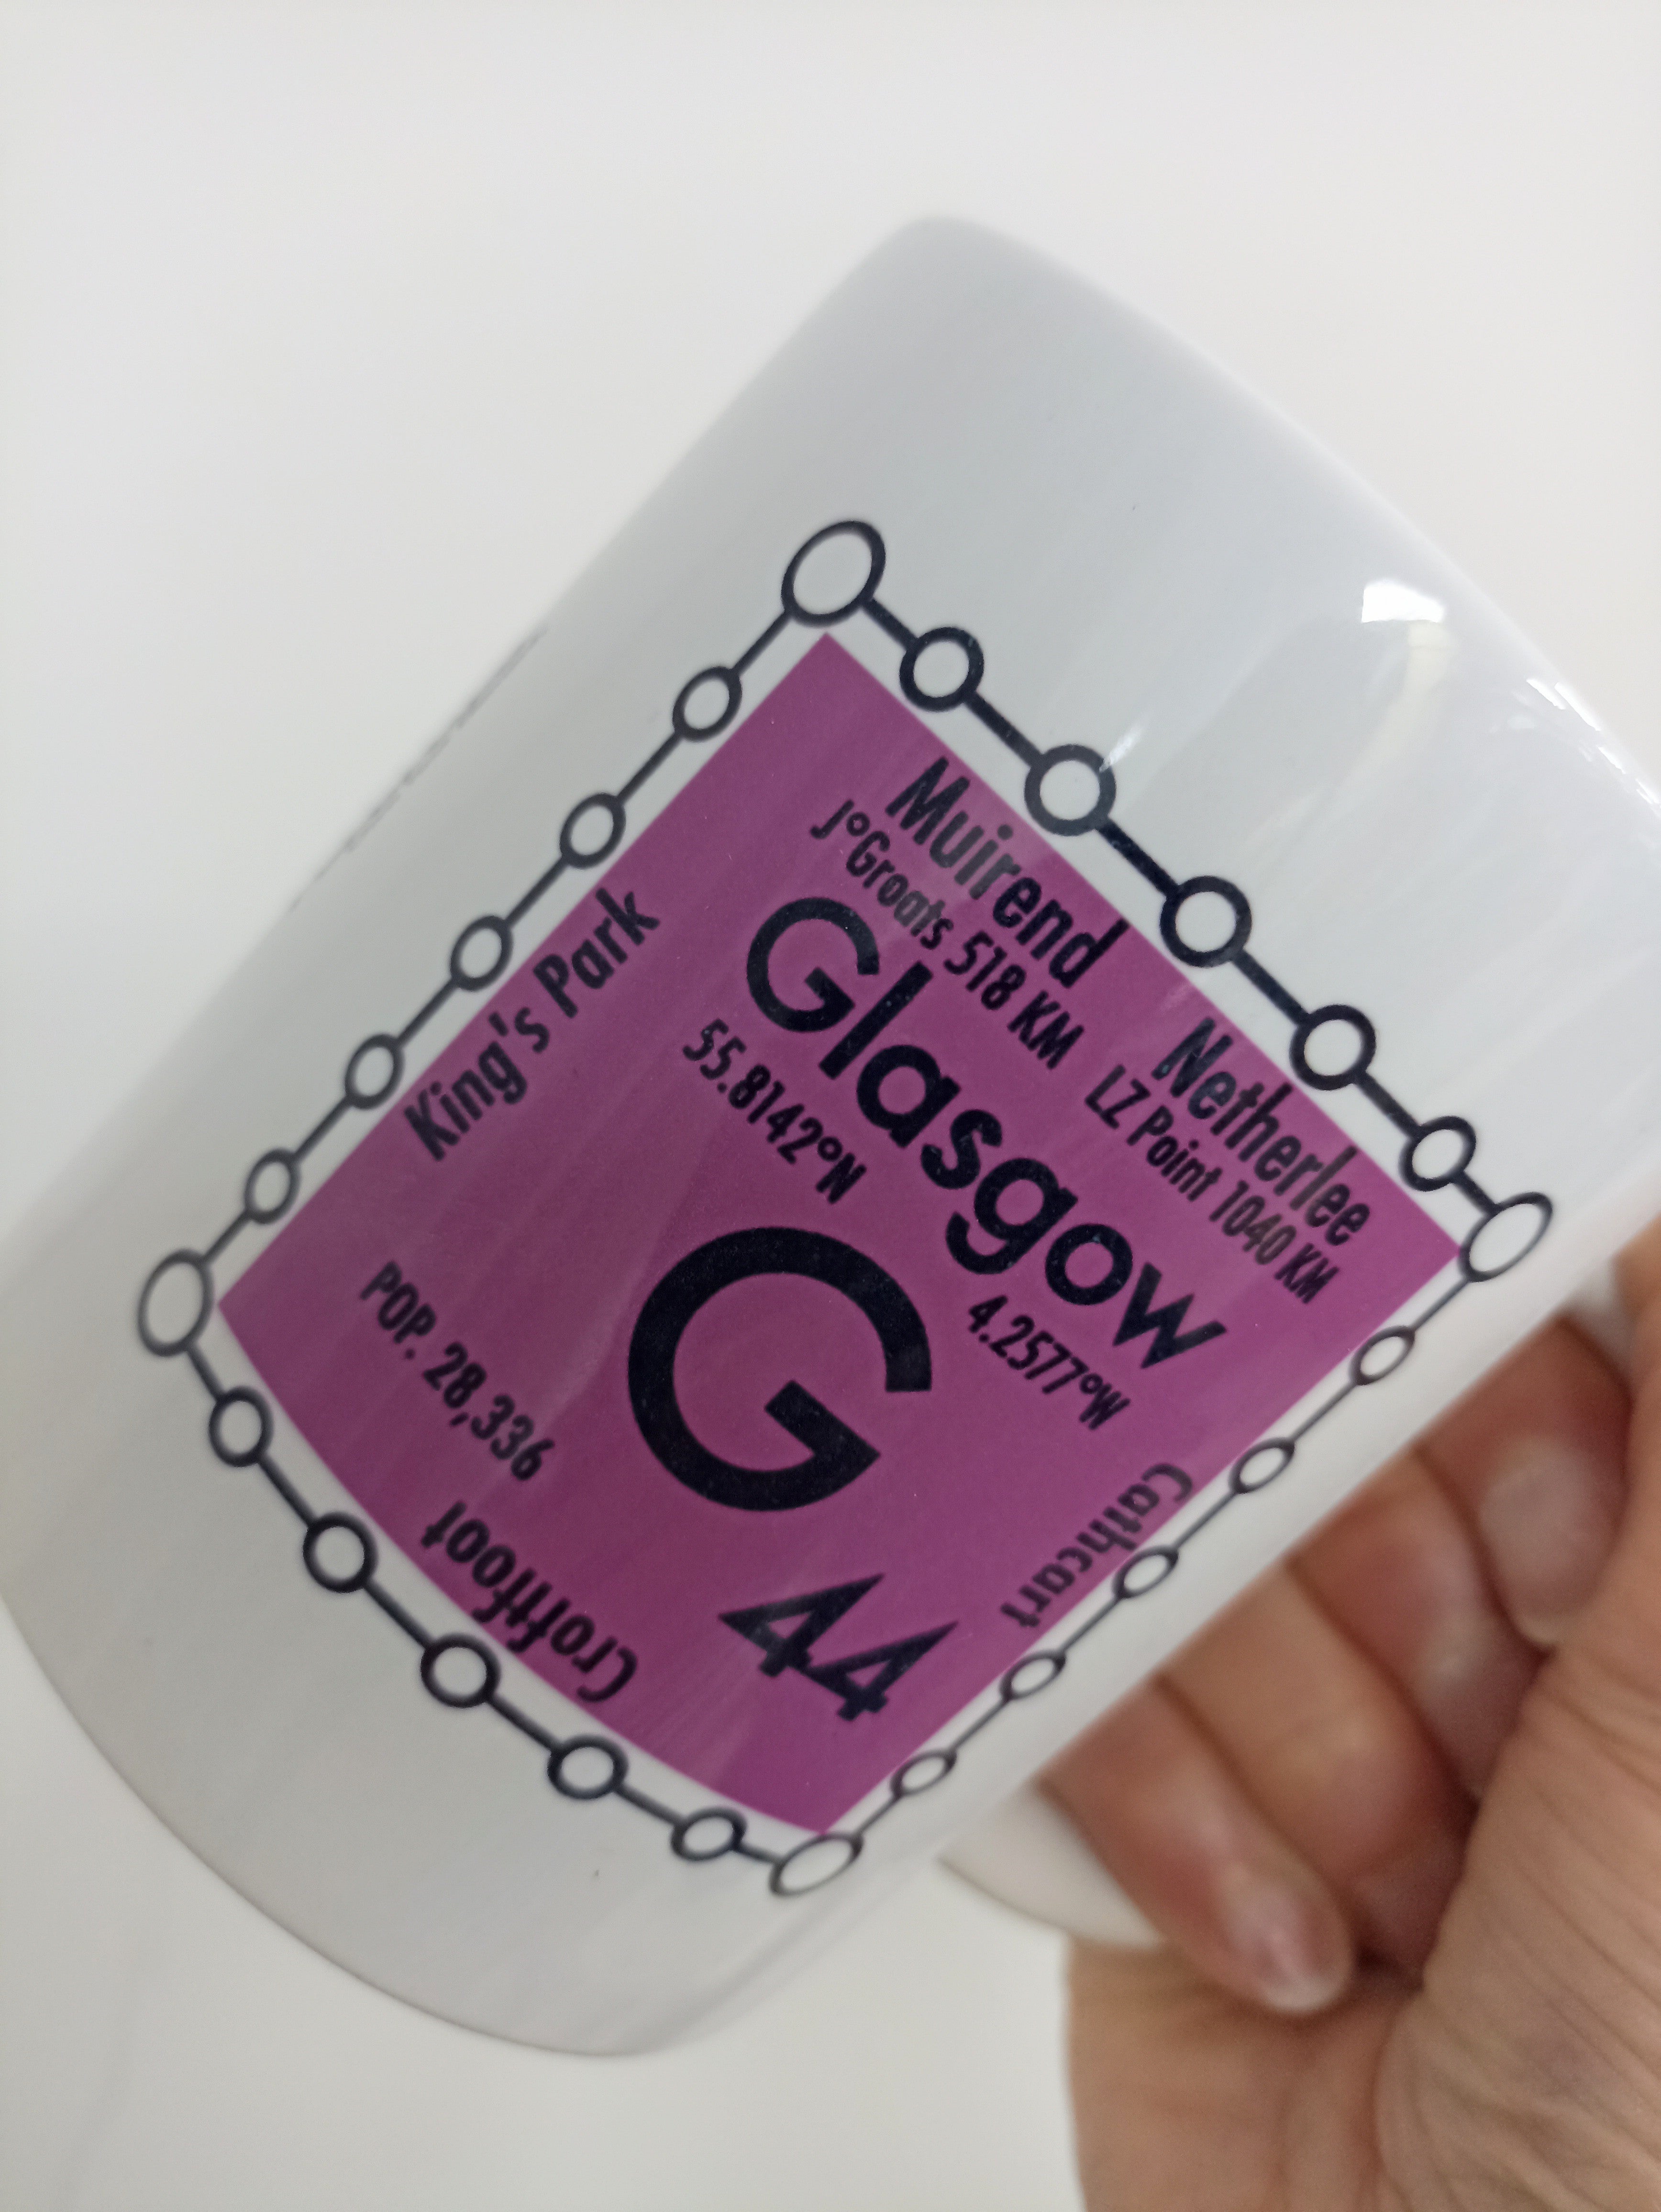 Muirend Netherlee
J°Groats 518 KM LZ Point 1040 KM
Glasgow
55.8142°N 4.2577°W
King's Park
G
Cathcart
POP. 28,336
44
Croftfoot